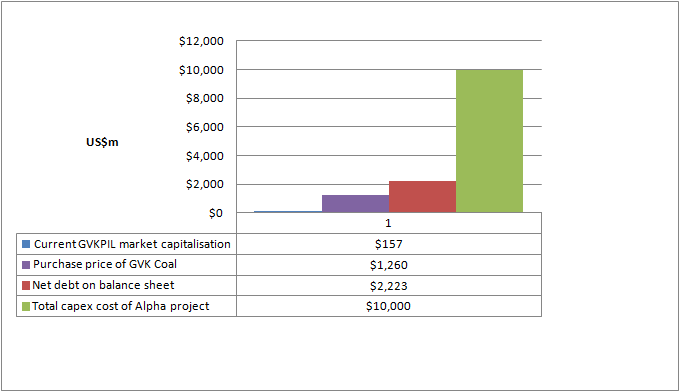 $12,000
$10,000
$8,000
$6,000
$4,000
$2,000
$0
US$m
1
Current GVKPIL market capitalisation $157
Purchase price of GVK Coal $1,260
Net debt on balance sheet $2,223
Total capex cost of Alpha project $10,000